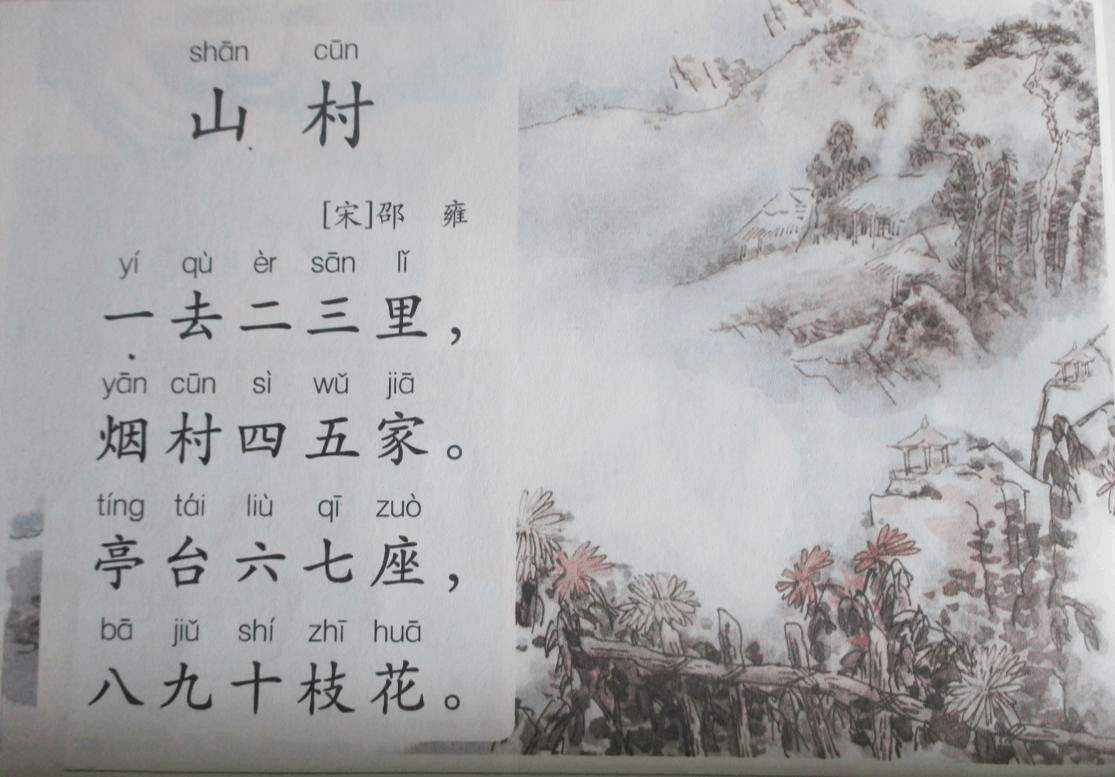 shān cūn
山 村
[宋]邵 雍
yí qù èr sān lǐ
一去二三里，
yān cūn sì wǔ jiā
烟村四五家。
tíng tái liù qī zuò
亭台六七座，
bā jiǔ shí zhī huā
八九十枝花。